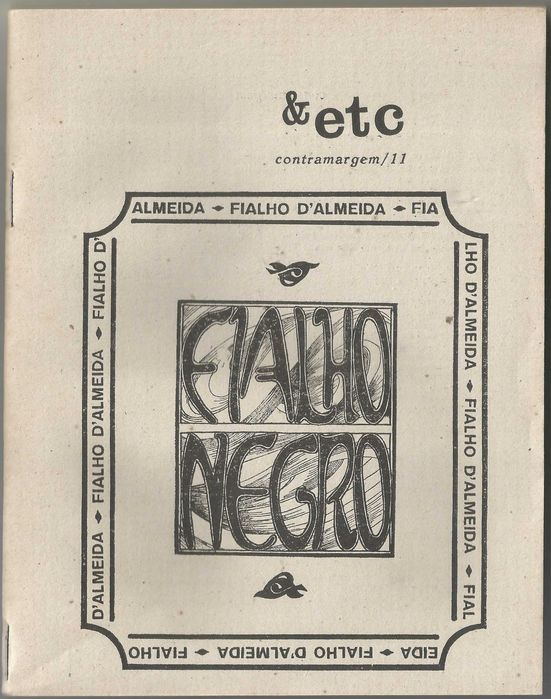 & etc
contramargem/11
ALMEIDA ♦ FIALHO D'ALMEIDA ♦ FIA
LHO D'ALMEIDA ♦ FIALHO D'ALMEIDA ♦ FIAL
EIDA ♦ FIALHO D'ALMEIDA ♦ FIALHO
D'ALMEIDA ♦ FIALHO D'ALMEIDA ♦ FIALHO D'
FIALHO
NEGRO